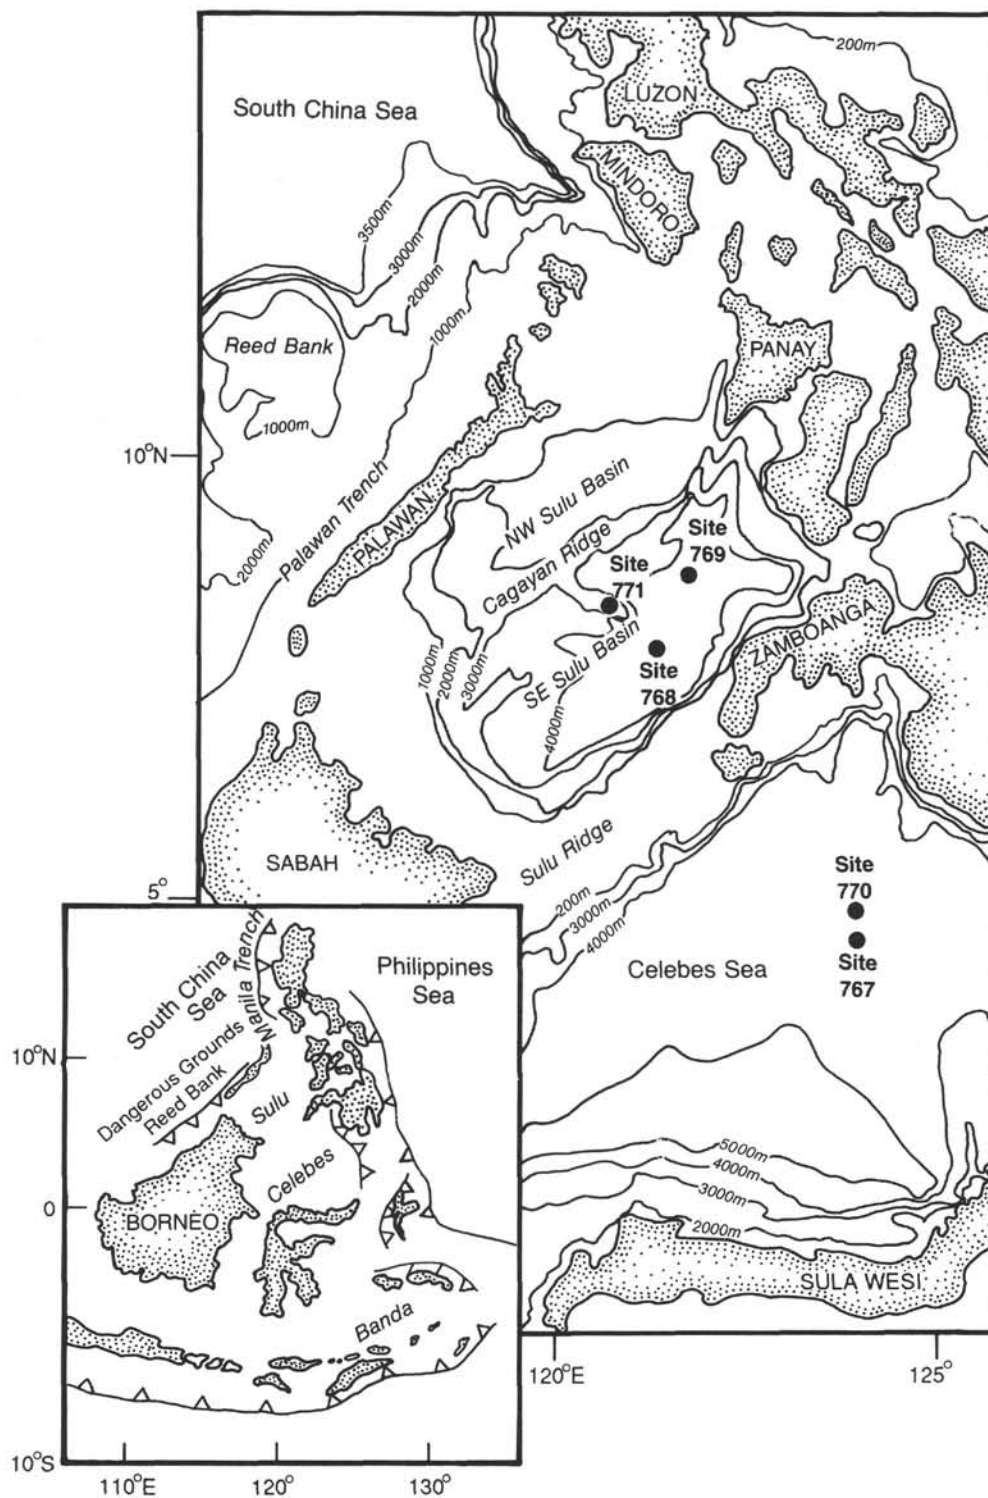 200m
LUZON
South China Sea
MINDORO
3500m
3000m
2000m
1000m
Reed Bank
PANAY
1000m
10°N
Palawan Trench
PALAWAN
NW Sulu Basin
Cagayan Ridge
Site
769
Site
771
2000m
ZAMBOANGA
SE Sulu Basin
Site
768
1000m
2000m
3000m
4000m
SABAH
Sulu Ridge
5°
200m
3000m
4000m
Site
770
Site
767
Celebes Sea
5000m
4000m
3000m
2000m
SULA WESI
120°E
125°
Philippines
Sea
South China
Sea
Manila Trench
Dangerous Grounds
Reed Bank
Sulu
10°N
Celebes
0
BORNEO
Banda
10°S
110°E
120°
130°